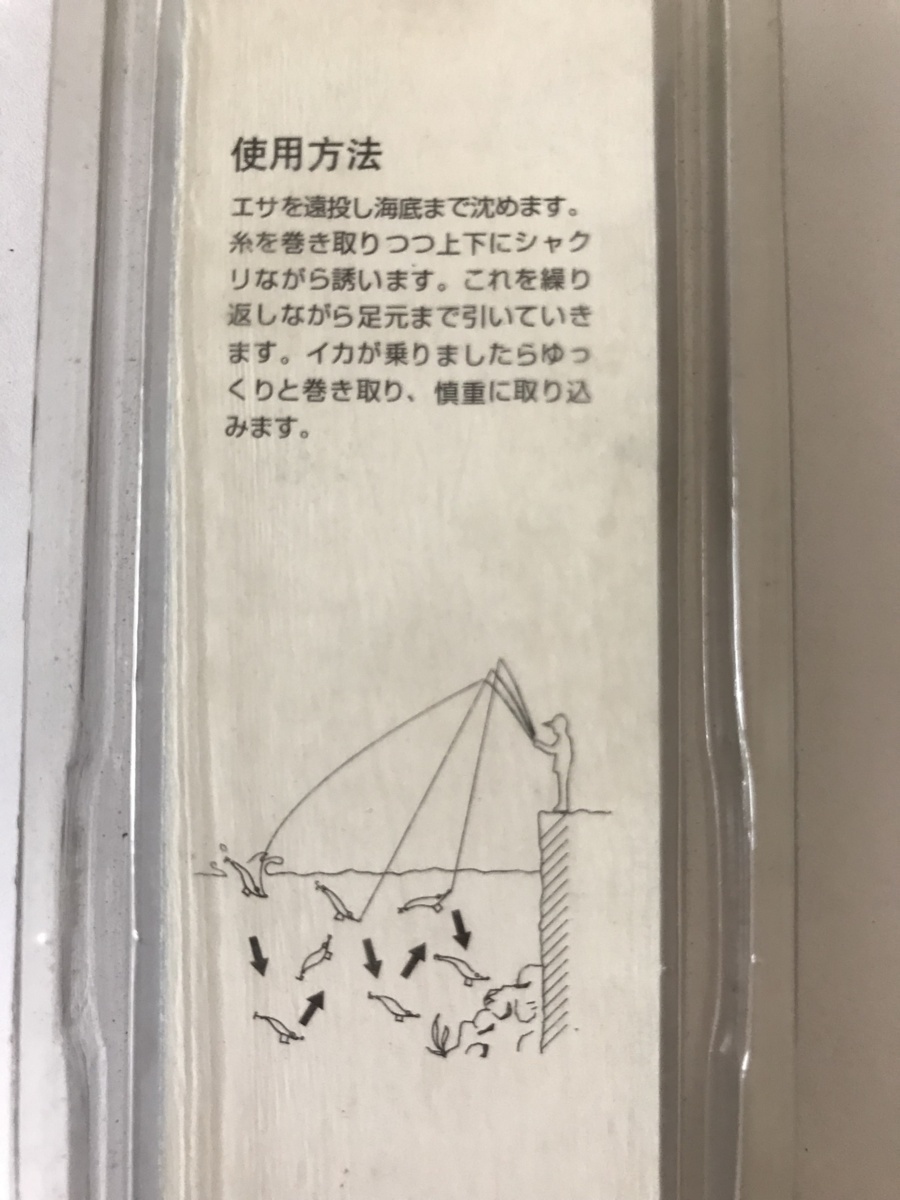 使用方法
エサを遠投し海底まで沈めます。
糸を巻き取りつつ上下にシャク
リながら誘います。これを繰り
返しながら足元まで引いていき
ます。イカが乗りましたらゆっ
くりと巻き取り、慎重に取り込
みます。